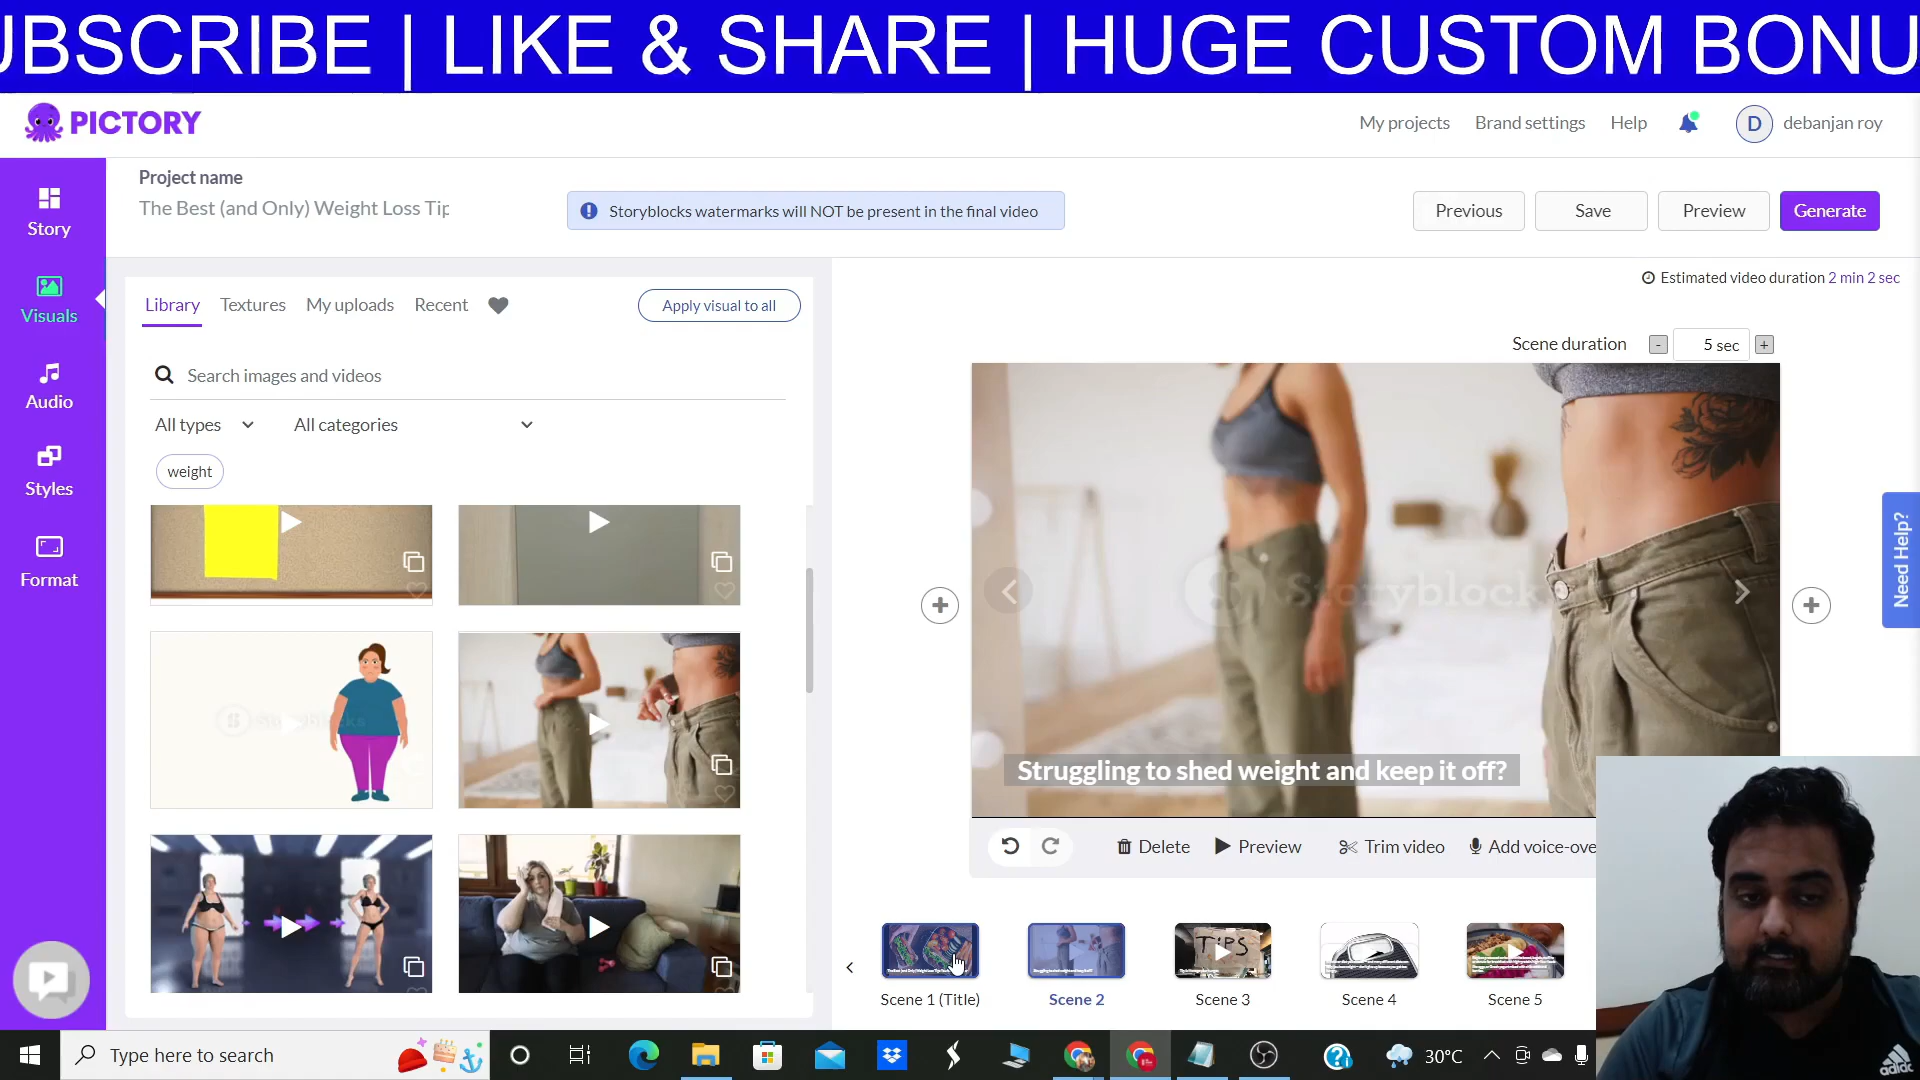 UBSCRIBE | LIKE & SHARE | HUGE CUSTOM BONU
PICTORY
My projects
Brand settings
Help
D
debanjan roy
Project name
The Best (and Only) Weight Loss Tip
Storyblocks watermarks will NOT be present in the final video
Previous
Save
Preview
Generate
Story
Visuals
Audio
Styles
Format
Library
Textures
My uploads
Recent
Apply visual to all
Search images and videos
All types
All categories
weight
Estimated video duration 2 min 2 sec
Scene duration
-
5 sec
+
Storyblocks
Storyblocks
Struggling to shed weight and keep it off?
Need Help?
Delete
Preview
Trim video
Add voice-ove
TIPS
Scene 1 (Title)
Scene 2
Scene 3
Scene 4
Scene 5
Type here to search
30°C
adidas